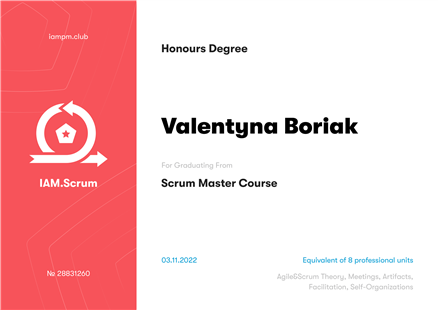 iampm.club
Honours Degree
Valentyna Boriak
For Graduating From
IAM.Scrum
Scrum Master Course
03.11.2022
Equivalent of 8 professional units
№ 28831260
Agile&Scrum Theory, Meetings, Artifacts,
Facilitation, Self-Organizations